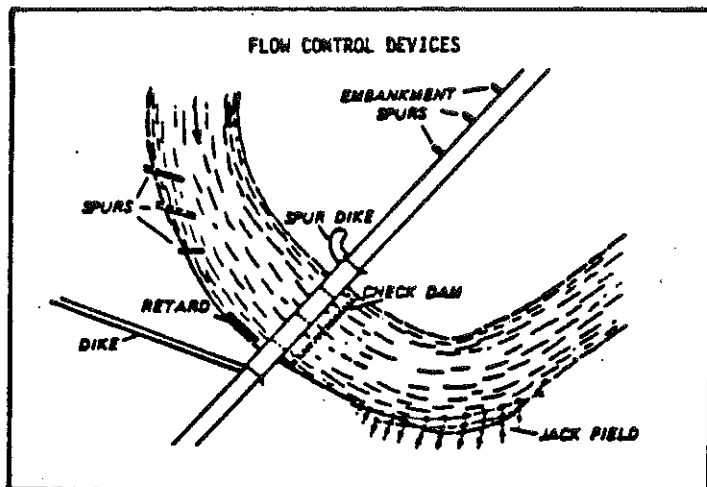 FLOW CONTROL DEVICES
EMBANKMENT
SPURS
SPURS
SPUR DIKE
CHECK DAM
RETARD
DIKE
JACK FIELD